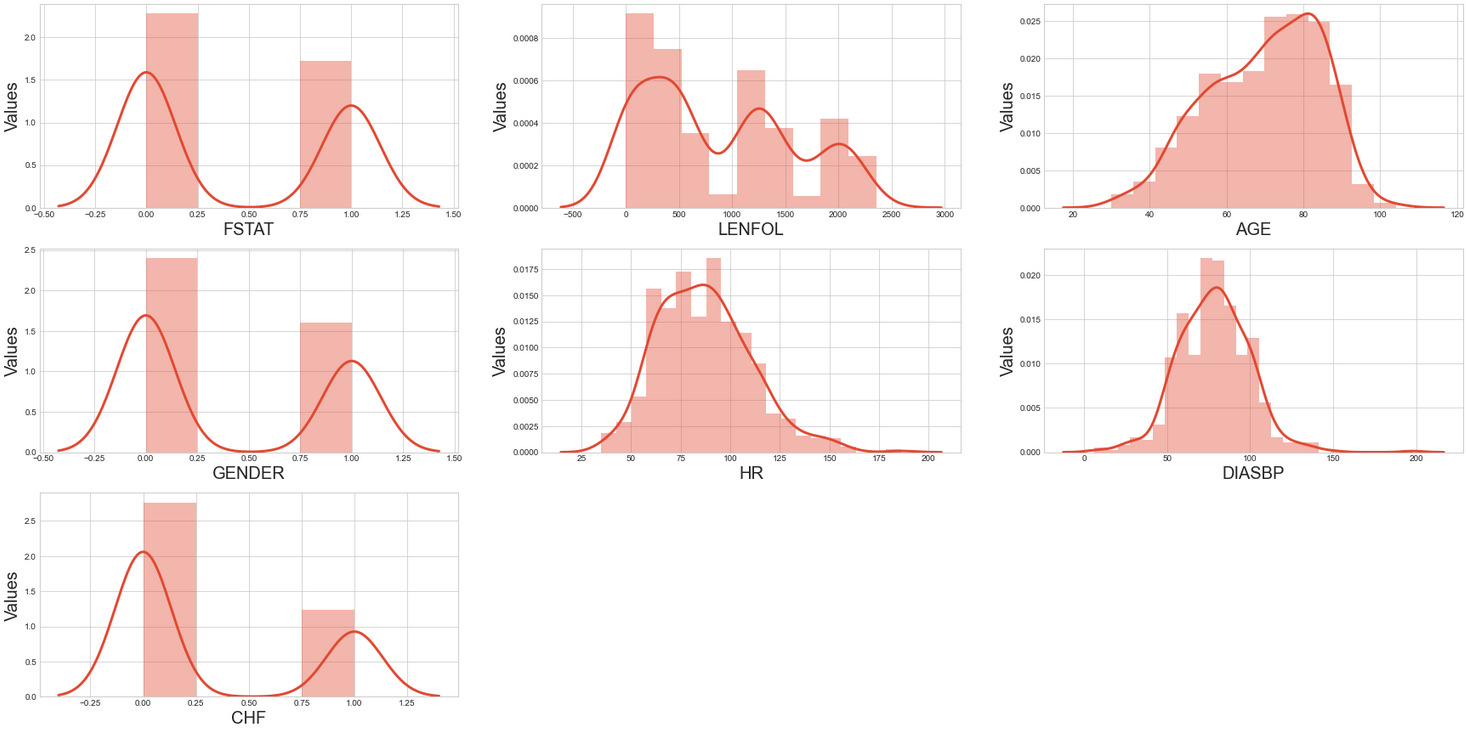 Values
2.0
1.5
1.0
0.5
0.0
−0.50 −0.25 0.00 0.25 0.50 0.75 1.00 1.25 1.50
FSTAT
Values
0.0008
0.0006
0.0004
0.0002
0.0000
−500 0 500 1000 1500 2000 2500 3000
LENFOL
Values
0.025
0.020
0.015
0.010
0.005
0.000
20 40 60 80 100 120
AGE
Values
2.5
2.0
1.5
1.0
0.5
0.0
−0.50 −0.25 0.00 0.25 0.50 0.75 1.00 1.25 1.50
GENDER
Values
0.0175
0.0150
0.0125
0.0100
0.0075
0.0050
0.0025
0.0000
25 50 75 100 125 150 175 200
HR
Values
0.020
0.015
0.010
0.005
0.000
0 50 100 150 200
DIASBP
Values
2.5
2.0
1.5
1.0
0.5
0.0
−0.25 0.00 0.25 0.50 0.75 1.00 1.25
CHF